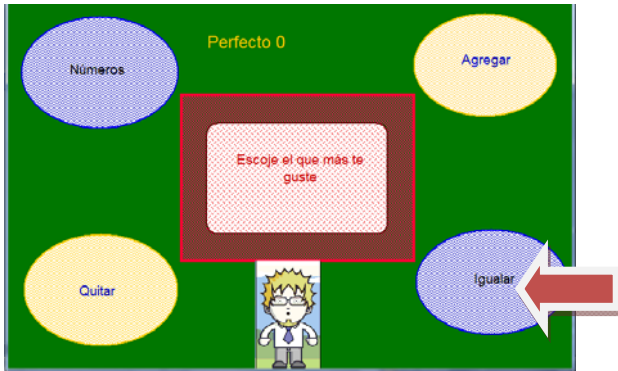 Perfecto 0
Números
Agregar
Escoje el que más te
guste
Quitar
Igualar